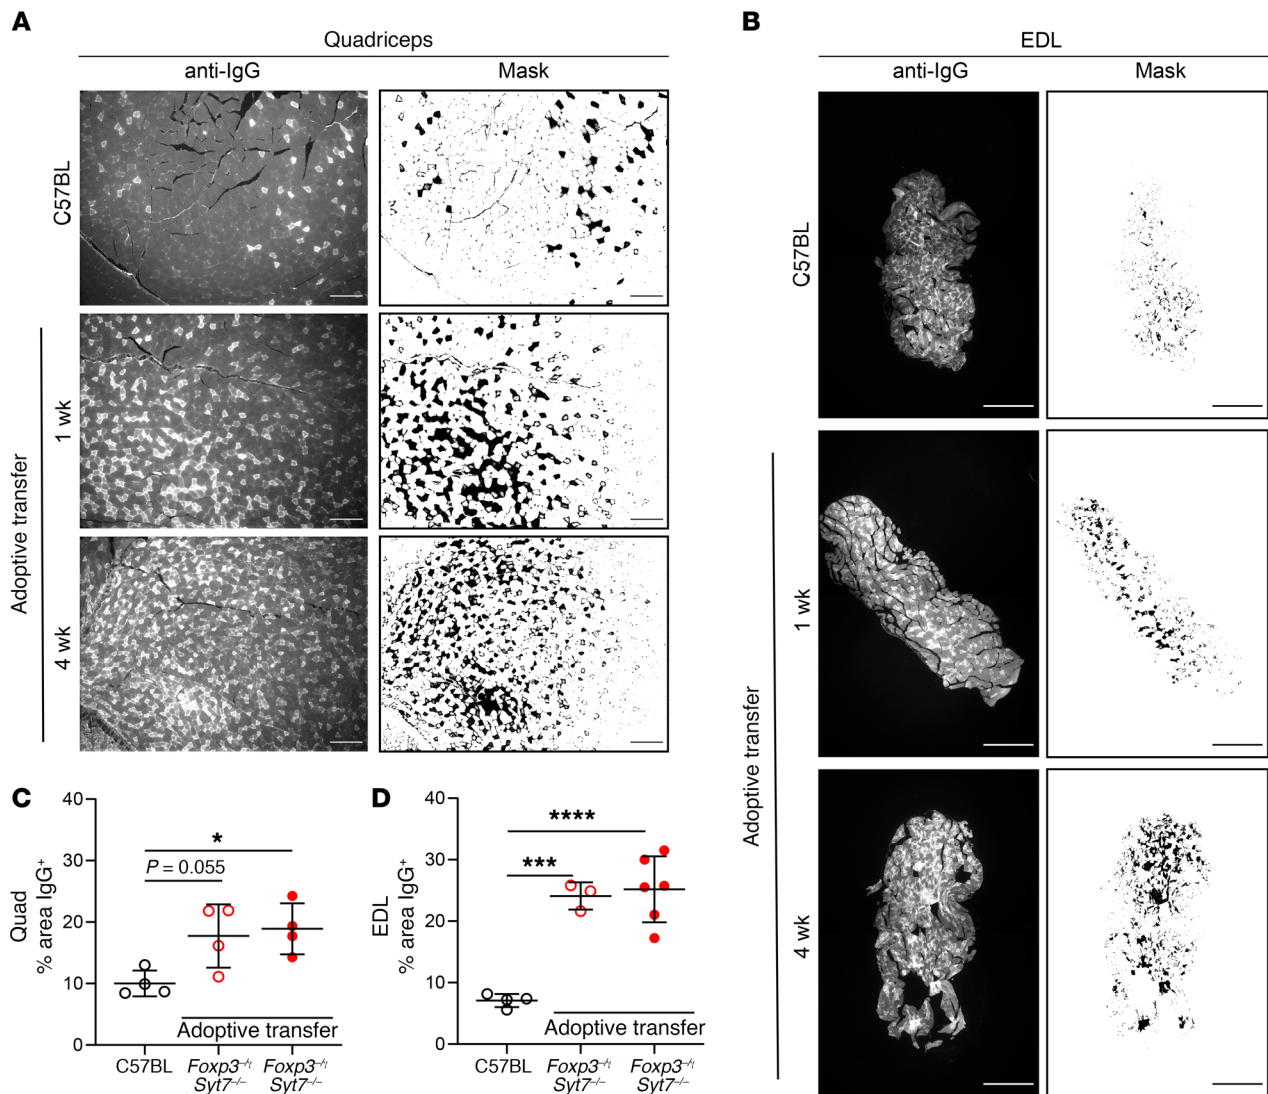 A
Quadriceps
anti-IgG
Mask
C57BL
Adoptive transfer
1 wk
4 wk
B
EDL
anti-IgG
Mask
C57BL
Adoptive transfer
1 wk
4 wk
C
Quad
% area IgG⁺
40
30
20
10
0
*
P = 0.055
Adoptive transfer
C57BL
Foxp3⁻/ʸ
Syt7⁻/⁻
Foxp3⁻/ʸ
Syt7⁻/⁻
D
EDL
% area IgG⁺
40
30
20
10
0
****
***
Adoptive transfer
C57BL
Foxp3⁻/ʸ
Syt7⁻/⁻
Foxp3⁻/ʸ
Syt7⁻/⁻